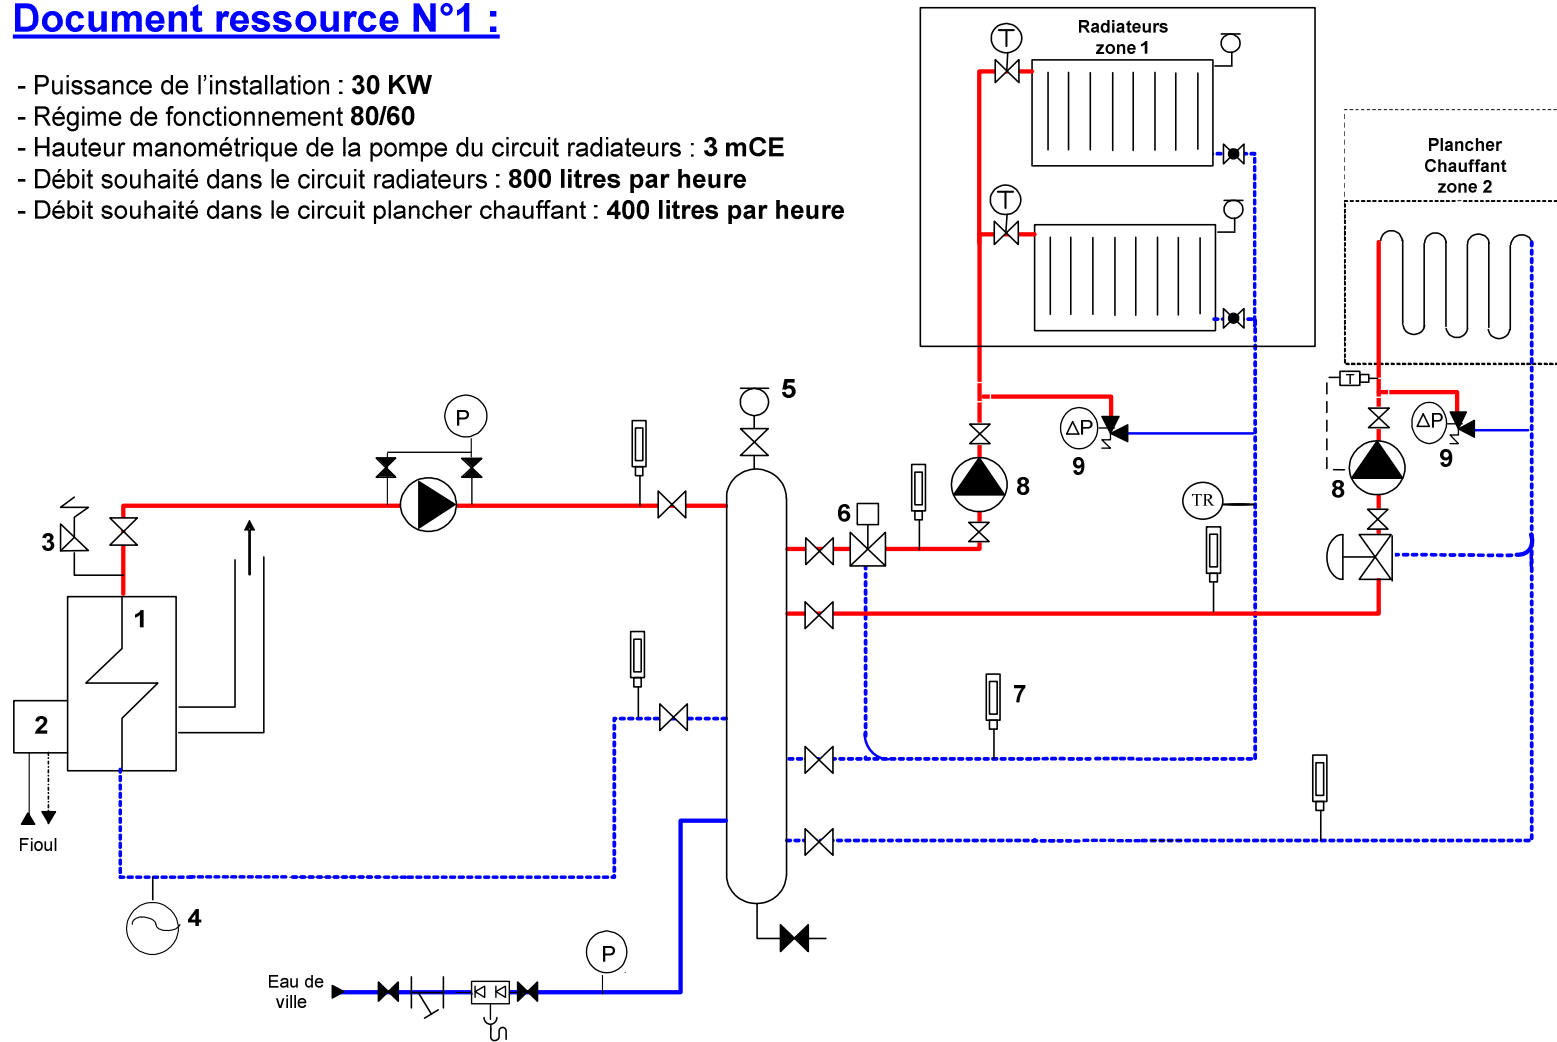 Document ressource N°1 :
- Puissance de l'installation : 30 KW
- Régime de fonctionnement 80/60
- Hauteur manométrique de la pompe du circuit radiateurs : 3 mCE
- Débit souhaité dans le circuit radiateurs : 800 litres par heure
- Débit souhaité dans le circuit plancher chauffant : 400 litres par heure
Radiateurs
zone 1
T
T
Plancher
Chauffant
zone 2
T
5
P
ΔP
9
ΔP
9
8
8
6
TR
3
1
2
7
Fioul
4
P
Eau de
ville